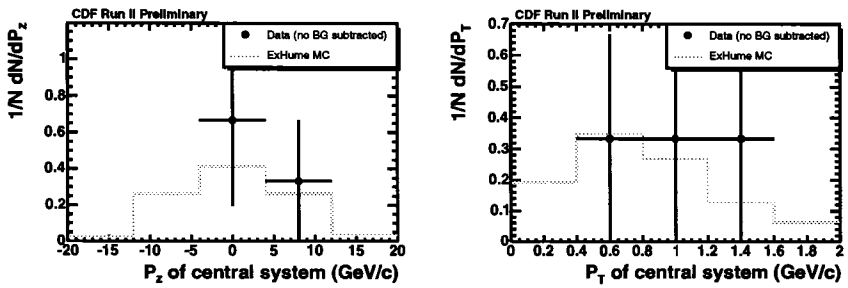 CDF Run II Preliminary
1/N dN/dPz
Data (no BG subtracted)
ExHume MC
1
0.8
0.6
0.4
0.2
0
-20 -15 -10 -5 0 5 10 15 20
Pz of central system (GeV/c)
CDF Run II Preliminary
1/N dN/dPT
Data (no BG subtracted)
ExHume MC
0.7
0.6
0.5
0.4
0.3
0.2
0.1
0
0 0.2 0.4 0.6 0.8 1 1.2 1.4 1.6 1.8 2
PT of central system (GeV/c)